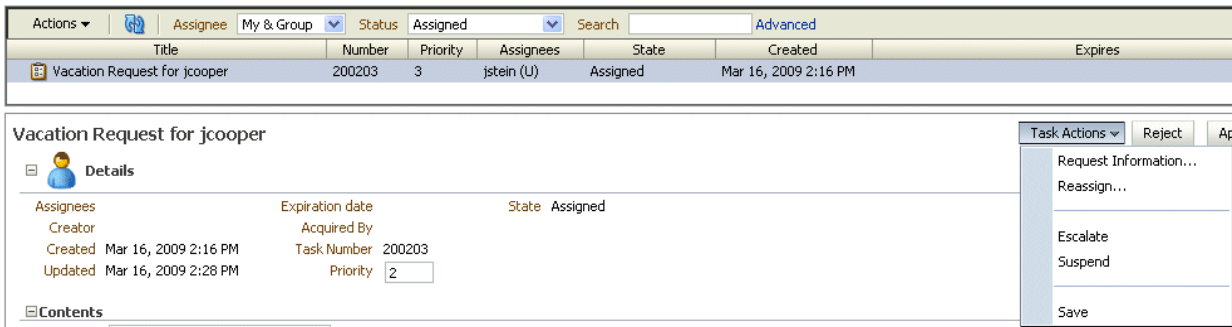 Actions Assignee My & Group Status Assigned Search Advanced
Title Number Priority Assignees State Created Expires
Vacation Request for jcooper 200203 3 jstein (U) Assigned Mar 16, 2009 2:16 PM
Vacation Request for jcooper Task Actions Reject
Request Information...
Details
Reassign...
Assignees Expiration date State Assigned
Creator Acquired By
Escalate
Created Mar 16, 2009 2:16 PM Task Number 200203
Suspend
Updated Mar 16, 2009 2:28 PM Priority 2
Contents Save